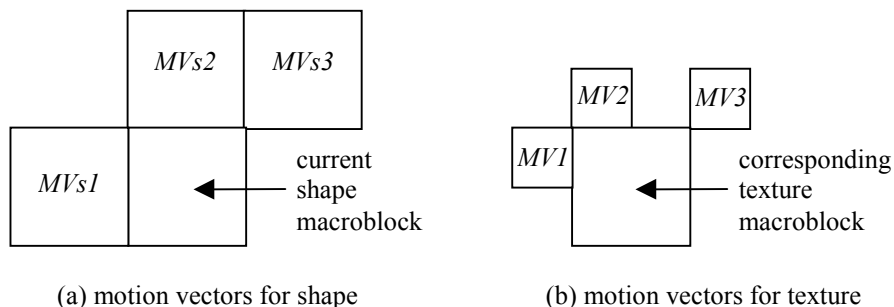 MVs2
MVs3
MVs1
current
shape
macroblock
(a) motion vectors for shape
MV2
MV3
MV1
corresponding
texture
macroblock
(b) motion vectors for texture